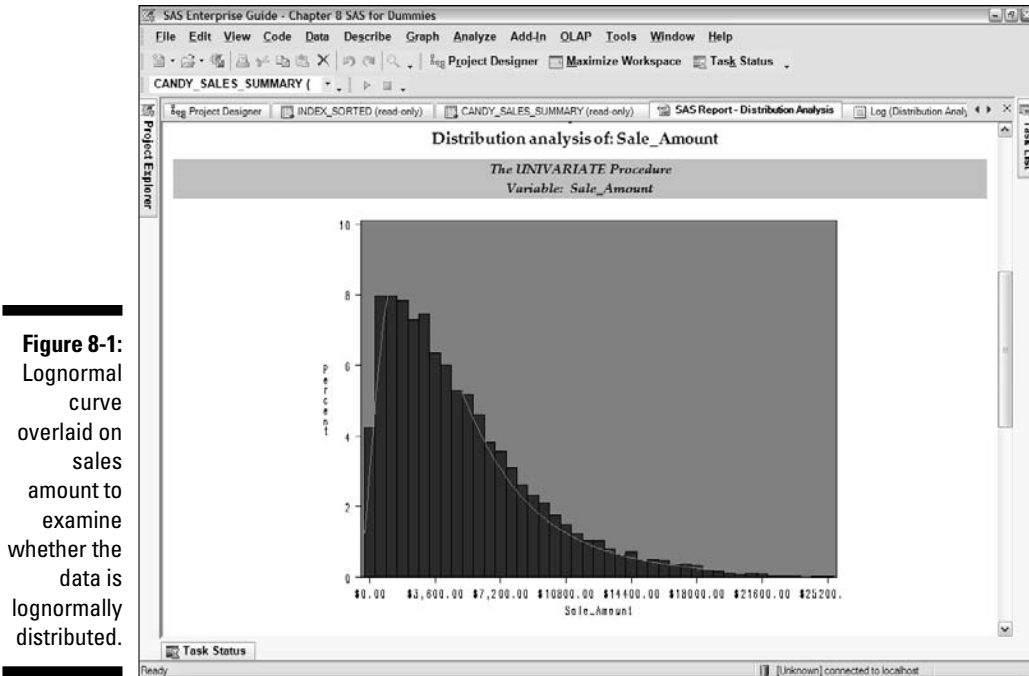 SAS Enterprise Guide - Chapter 8 SAS for Dummies
File Edit View Code Data Describe Graph Analyze Add-In OLAP Tools Window Help
Project Designer Maximize Workspace Task Status
CANDY_SALES_SUMMARY (
Project Designer INDEX_SORTED (read-only) CANDY_SALES_SUMMARY (read-only) SAS Report - Distribution Analysis Log (Distribution Analy
Project Explorer
Task List
Distribution analysis of: Sale_Amount
The UNIVARIATE Procedure
Variable: Sale_Amount
10
8
6
4
2
0
Percent
$0.00 $3,600.00 $7,200.00 $10800.00 $14400.00 $18000.00 $21600.00 $25200.
Sale_Amount
Task Status
Ready
[Unknown] connected to localhost
Figure 8-1:
Lognormal
curve
overlaid on
sales
amount to
examine
whether the
data is
lognormally
distributed.